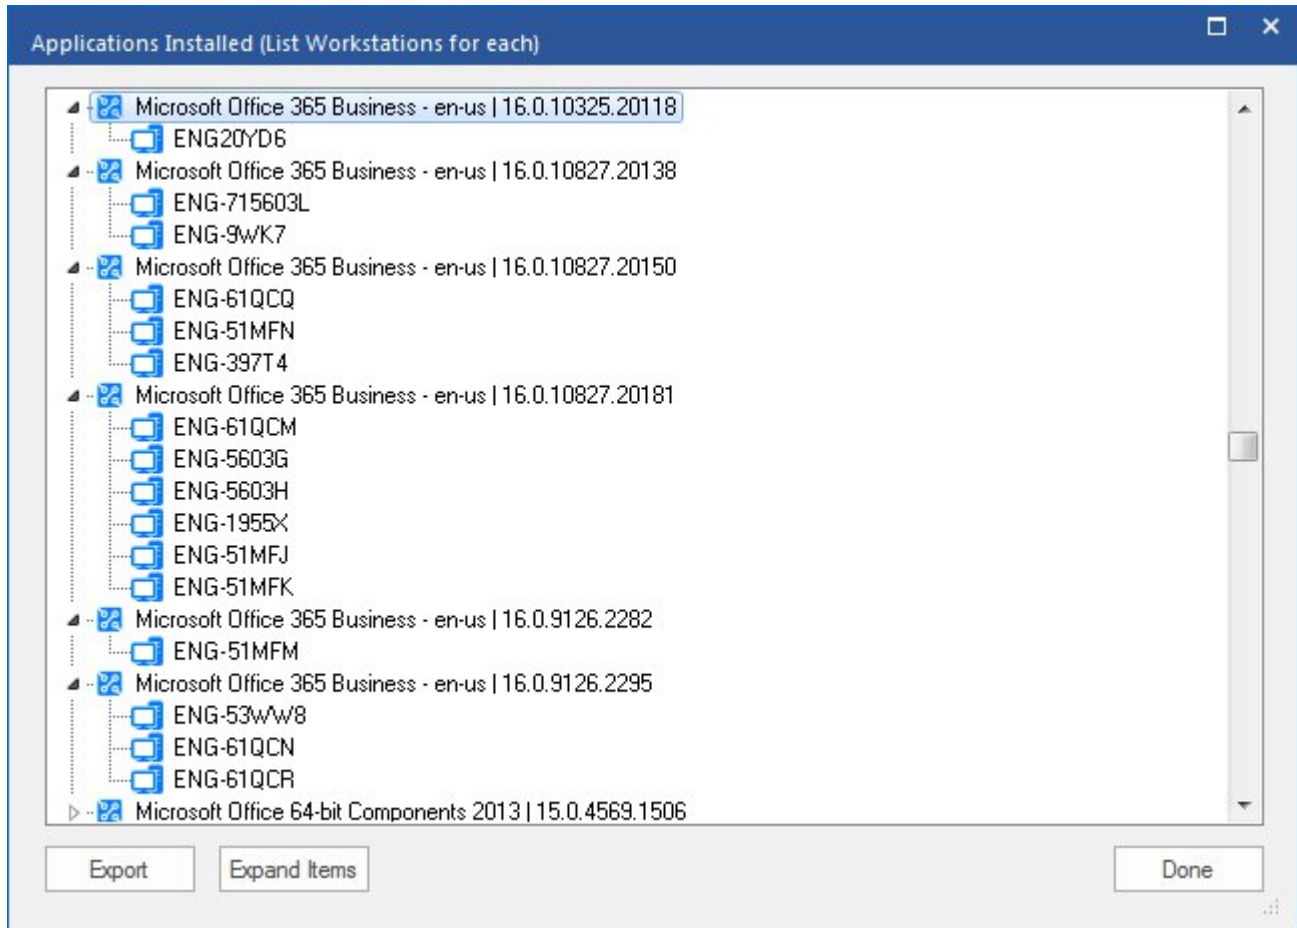 Applications Installed (List Workstations for each)
Microsoft Office 365 Business - en-us | 16.0.10325.20118
ENG20YD6
Microsoft Office 365 Business - en-us | 16.0.10827.20138
ENG-715603L
ENG-9WK7
Microsoft Office 365 Business - en-us | 16.0.10827.20150
ENG-61QCQ
ENG-51MFN
ENG-397T4
Microsoft Office 365 Business - en-us | 16.0.10827.20181
ENG-61QCM
ENG-5603G
ENG-5603H
ENG-1955X
ENG-51MFJ
ENG-51MFK
Microsoft Office 365 Business - en-us | 16.0.9126.2282
ENG-51MFM
Microsoft Office 365 Business - en-us | 16.0.9126.2295
ENG-53WW8
ENG-61QCN
ENG-61QCR
Microsoft Office 64-bit Components 2013 | 15.0.4569.1506
Export Expand Items Done